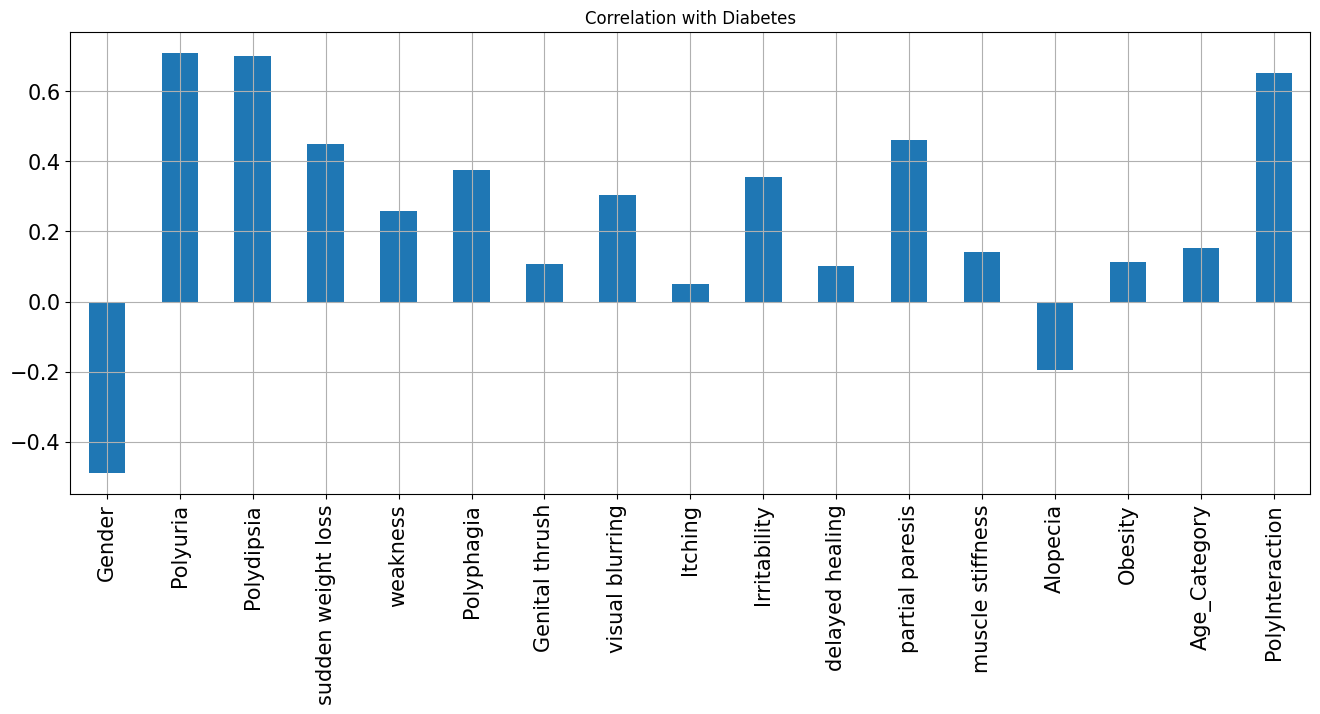 Correlation with Diabetes
0.6
0.4
0.2
0.0
−0.2
−0.4
Gender
Polyuria
Polydipsia
sudden weight loss
weakness
Polyphagia
Genital thrush
visual blurring
Itching
Irritability
delayed healing
partial paresis
muscle stiffness
Alopecia
Obesity
Age_Category
PolyInteraction